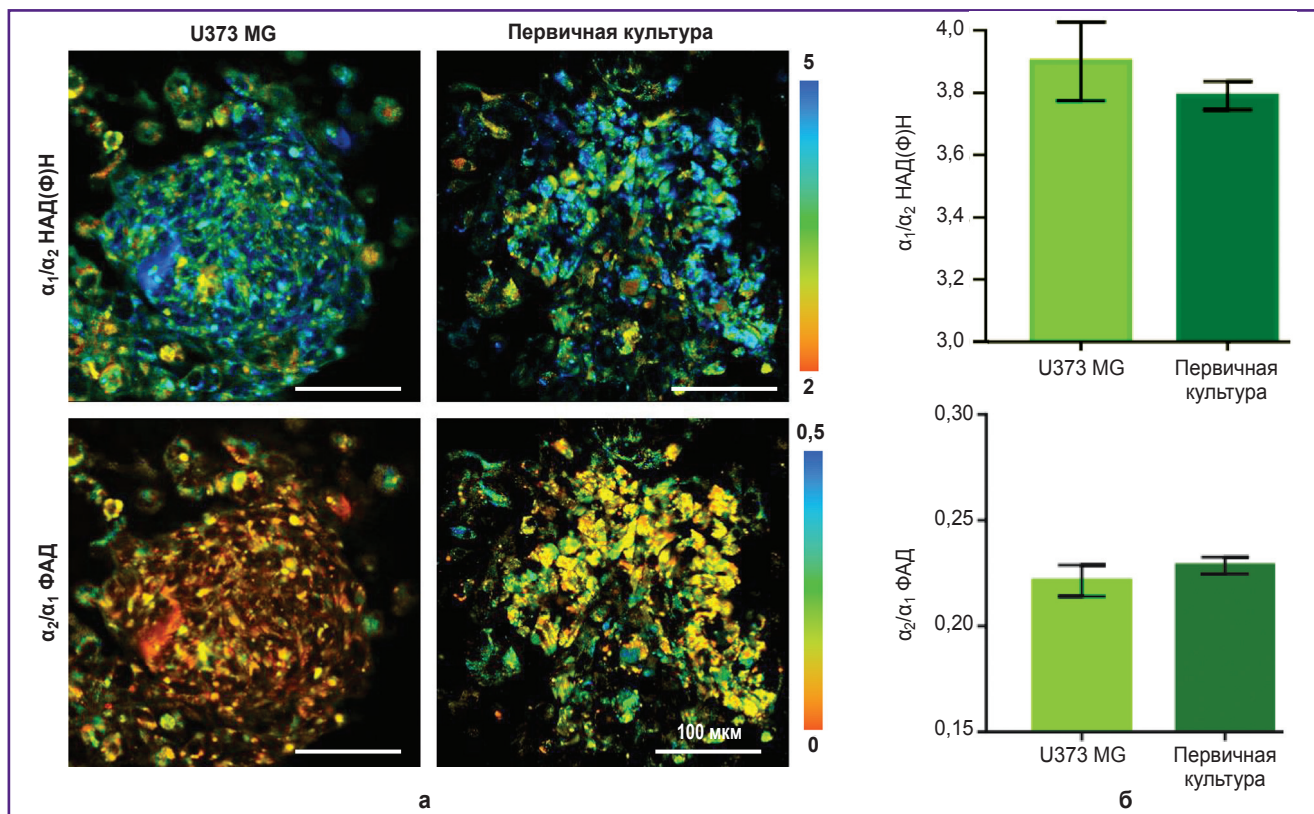 U373 MG
Первичная культура
α₁/α₂ НАД(Ф)Н
5
2
α₂/α₁ ФАД
0,5
0
100 мкм
а
α₁/α₂ НАД(Ф)Н
4,0
3,8
3,6
3,4
3,2
3,0
U373 MG
Первичная
культура
α₂/α₁ ФАД
0,30
0,25
0,20
0,15
U373 MG
Первичная
культура
б